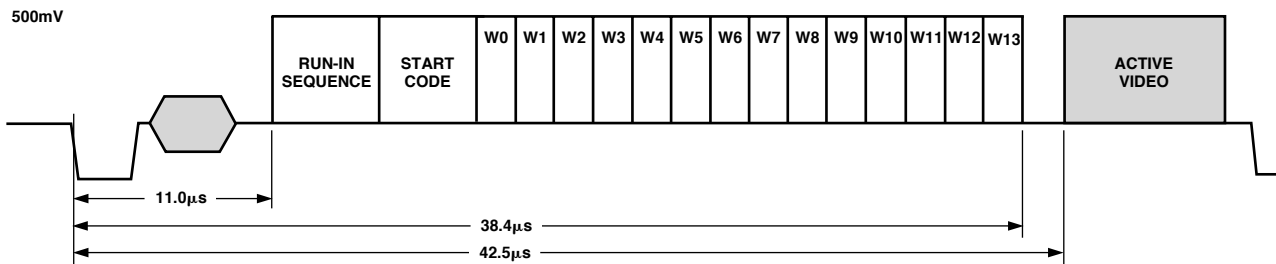 500mV
RUN-IN
SEQUENCE
START
CODE
W0 W1 W2 W3 W4 W5 W6 W7 W8 W9 W10 W11 W12 W13
ACTIVE
VIDEO
11.0μs
38.4μs
42.5μs